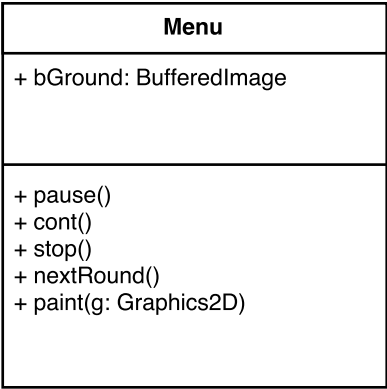 Menu
+ bGround: BufferedImage
+ pause()
+ cont()
+ stop()
+ nextRound()
+ paint(g: Graphics2D)